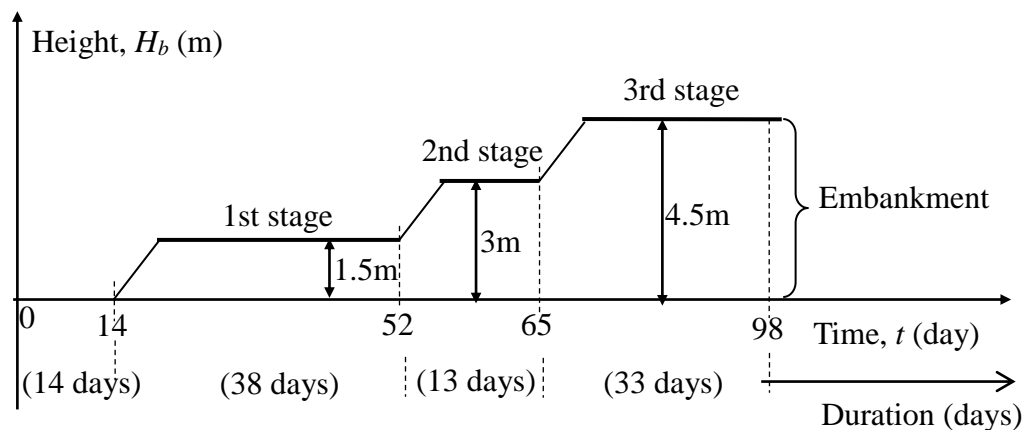 Height, H_b (m)
3rd stage
2nd stage
1st stage
Embankment
4.5m
3m
1.5m
0
14
52
65
98
Time, t (day)
(14 days)
(38 days)
(13 days)
(33 days)
Duration (days)